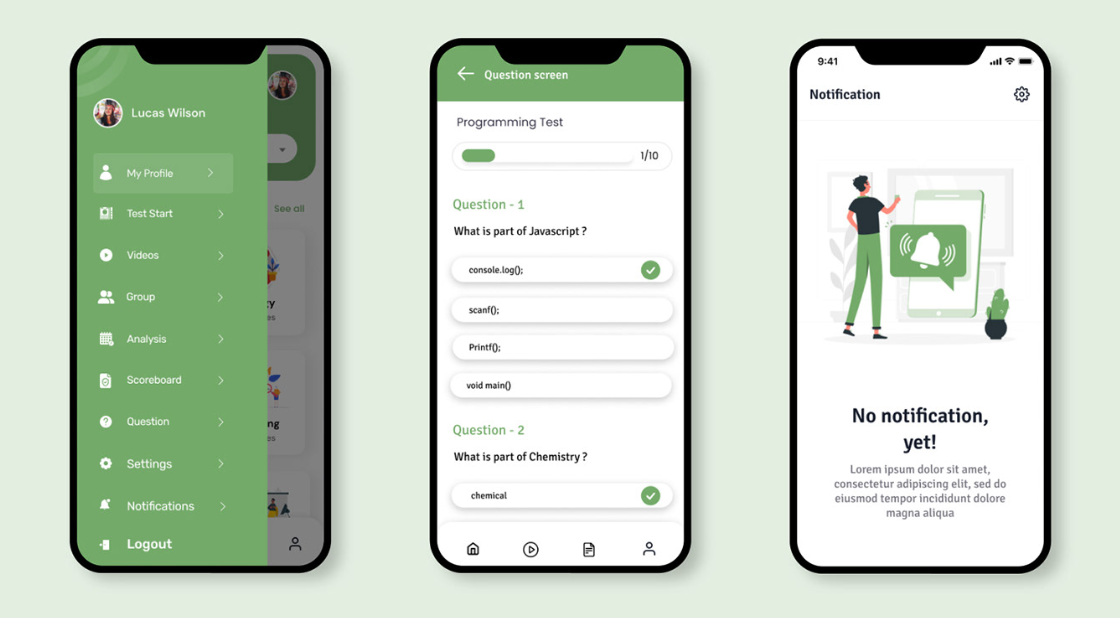 Lucas Wilson
My Profile
Test Start
See all
Videos
Group
Analysis
Scoreboard
Question
Settings
Notifications
Logout
Question screen
Programming Test
1/10
Question - 1
What is part of Javascript ?
console.log();
scanf();
Printf();
void main()
Question - 2
What is part of Chemistry ?
chemical
9:41
Notification
No notification,
yet!
Lorem ipsum dolor sit amet,
consectetur adipiscing elit, sed do
eiusmod tempor incididunt dolore
magna aliqua